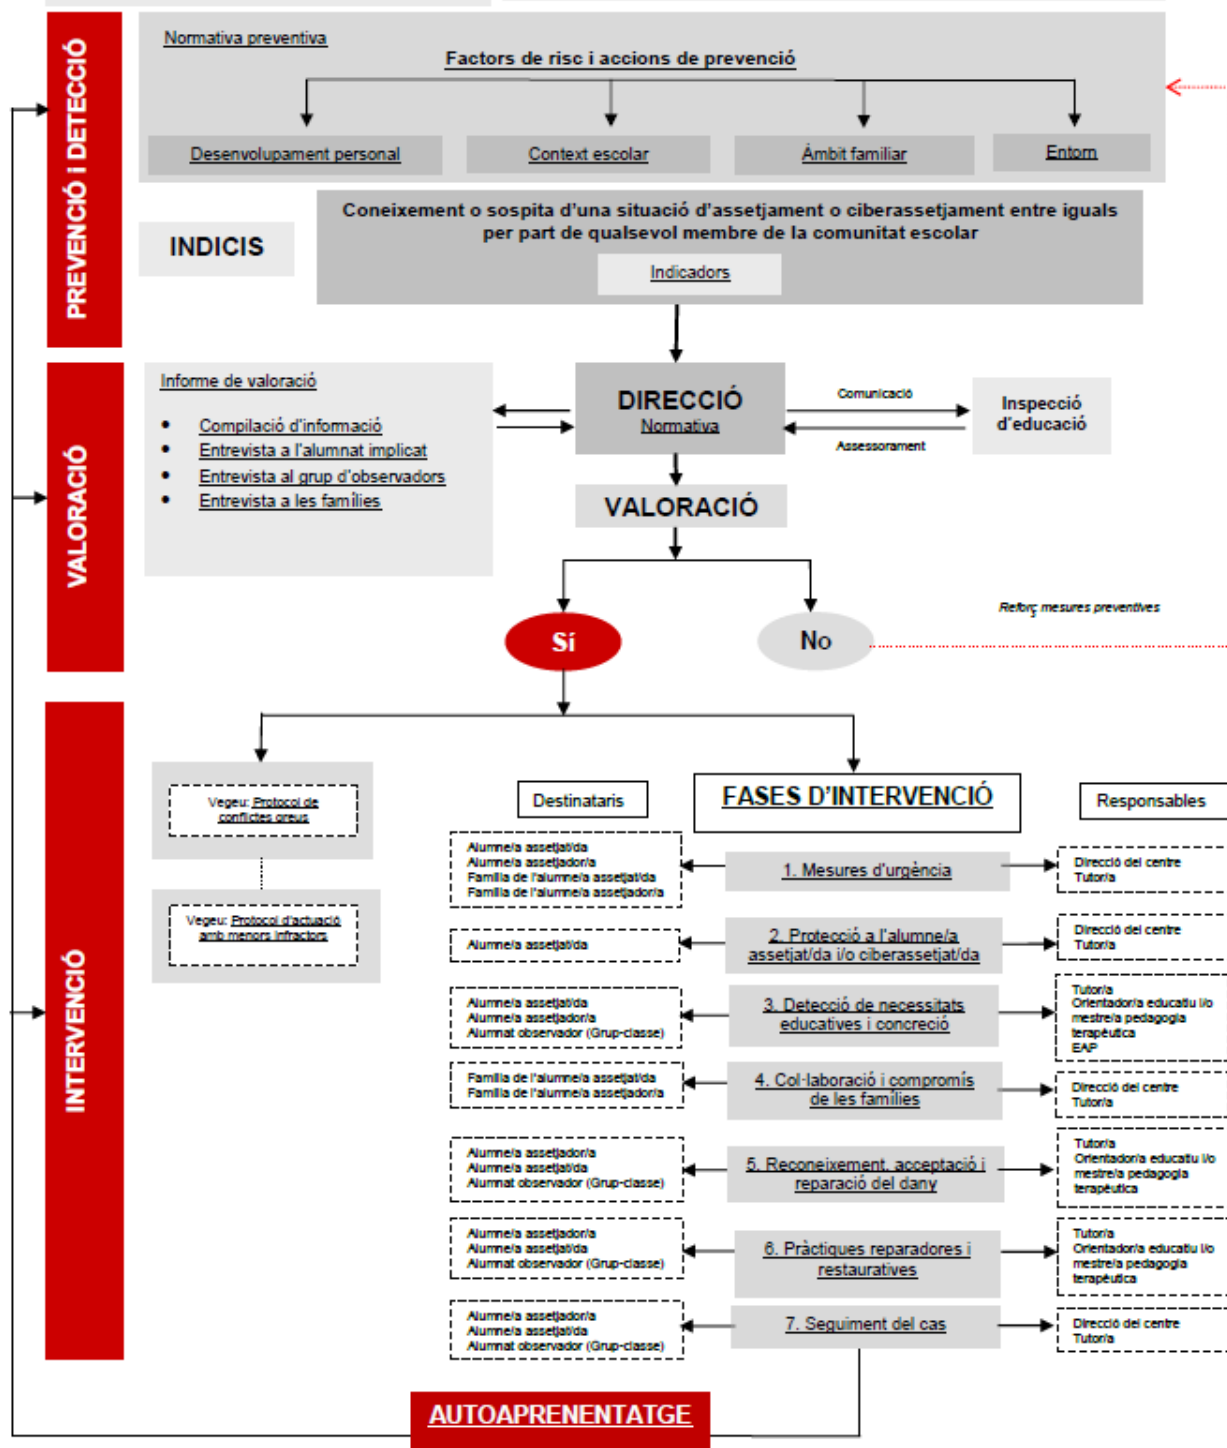 PREVENCIÓ i DETECCIÓ
Normativa preventiva
Factors de risc i accions de prevenció
Desenvolupament personal
Context escolar
Àmbit familiar
Entorn
INDICIS
Coneixement o sospita d'una situació d'assetjament o ciberassetjament entre iguals
per part de qualsevol membre de la comunitat escolar
Indicadors
VALORACIÓ
Informe de valoració
• Compilació d'informació
• Entrevista a l'alumnat implicat
• Entrevista al grup d'observadors
• Entrevista a les famílies
DIRECCIÓ
Normativa
Comunicació
Assessorament
Inspecció
d'educació
VALORACIÓ
Sí
No
Reforç mesures preventives
INTERVENCIÓ
Vegeu: Protocol de
conflictes greus
Vegeu: Protocol d'actuació
amb menors infractors
Destinataris
FASES D'INTERVENCIÓ
Responsables
Alumne/a assetjat/da
Alumne/a assetjador/a
Família de l'alumne/a assetjat/da
Família de l'alumne/a assetjador/a
1. Mesures d'urgència
Direcció del centre
Tutor/a
Alumne/a assetjat/da
2. Protecció a l'alumne/a
assetjat/da i/o ciberassetjat/da
Direcció del centre
Tutor/a
Alumne/a assetjat/da
Alumne/a assetjador/a
Alumnat observador (Grup-classe)
3. Detecció de necessitats
educatives i concreció
Tutor/a
Orientador/a educatiu i/o
mestre/a pedagogia
terapèutica
EAP
Família de l'alumne/a assetjat/da
Família de l'alumne/a assetjador/a
4. Col·laboració i compromís
de les famílies
Direcció del centre
Tutor/a
Alumne/a assetjador/a
Alumne/a assetjat/da
Alumnat observador (Grup-classe)
5. Reconeixement, acceptació i
reparació del dany
Tutor/a
Orientador/a educatiu i/o
mestre/a pedagogia
terapèutica
Alumne/a assetjador/a
Alumne/a assetjat/da
Alumnat observador (Grup-classe)
6. Pràctiques reparadores i
restauratives
Tutor/a
Orientador/a educatiu i/o
mestre/a pedagogia
terapèutica
Alumne/a assetjador/a
Alumne/a assetjat/da
Alumnat observador (Grup-classe)
7. Seguiment del cas
Direcció del centre
Tutor/a
AUTOAPRENENTATGE